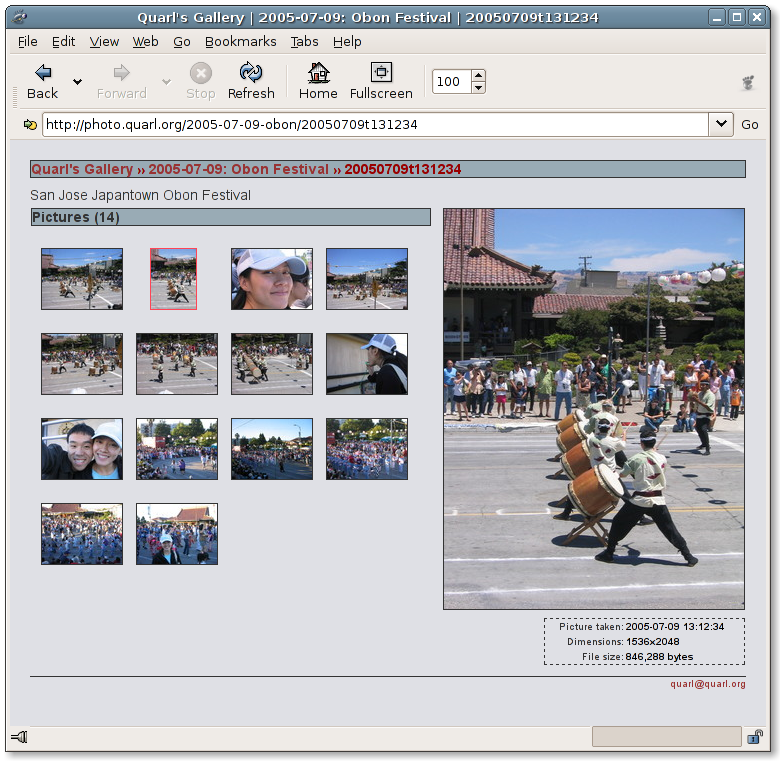 Quarl's Gallery | 2005-07-09: Obon Festival | 20050709t131234
File Edit View Web Go Bookmarks Tabs Help
Back Forward Stop Refresh Home Fullscreen 100
http://photo.quarl.org/2005-07-09-obon/20050709t131234 Go
Quarl's Gallery » 2005-07-09: Obon Festival » 20050709t131234
San Jose Japantown Obon Festival
Pictures (14)
Picture taken: 2005-07-09 13:12:34
Dimensions: 1536x2048
File size: 846,288 bytes
quarl@quarl.org